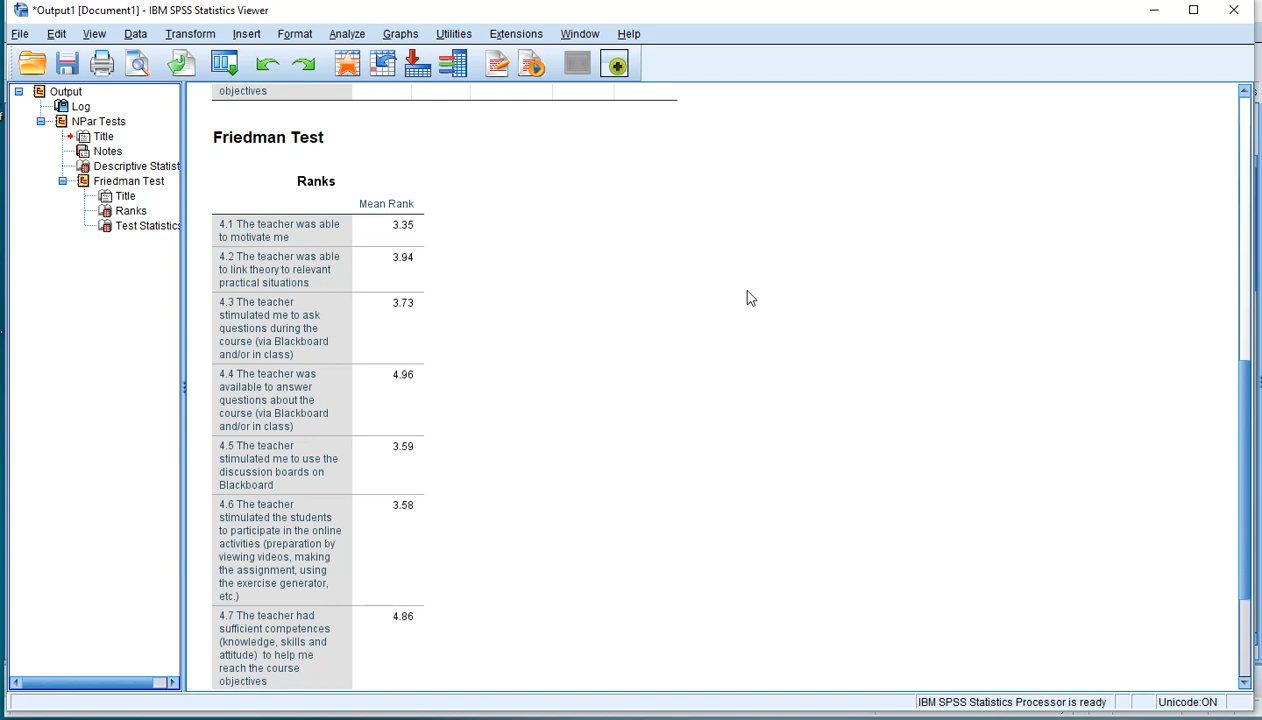 *Output1 [Document1] - IBM SPSS Statistics Viewer
File Edit View Data Transform Insert Format Analyze Graphs Utilities Extensions Window Help
Output
Log
NPar Tests
Title
Notes
Descriptive Statist
Friedman Test
Title
Ranks
Test Statistics
objectives
Friedman Test
Ranks
Mean Rank
4.1 The teacher was able 3.35
to motivate me
4.2 The teacher was able 3.94
to link theory to relevant
practical situations
4.3 The teacher 3.73
stimulated me to ask
questions during the
course (via Blackboard
and/or in class)
4.4 The teacher was 4.96
available to answer
questions about the
course (via Blackboard
and/or in class)
4.5 The teacher 3.59
stimulated me to use the
discussion boards on
Blackboard
4.6 The teacher 3.58
stimulated the students
to participate in the online
activities (preparation by
viewing videos, making
the assignment, using
the exercise generator,
etc.)
4.7 The teacher had 4.86
sufficient competences
(knowledge, skills and
attitude) to help me
reach the course
objectives
IBM SPSS Statistics Processor is ready Unicode:ON